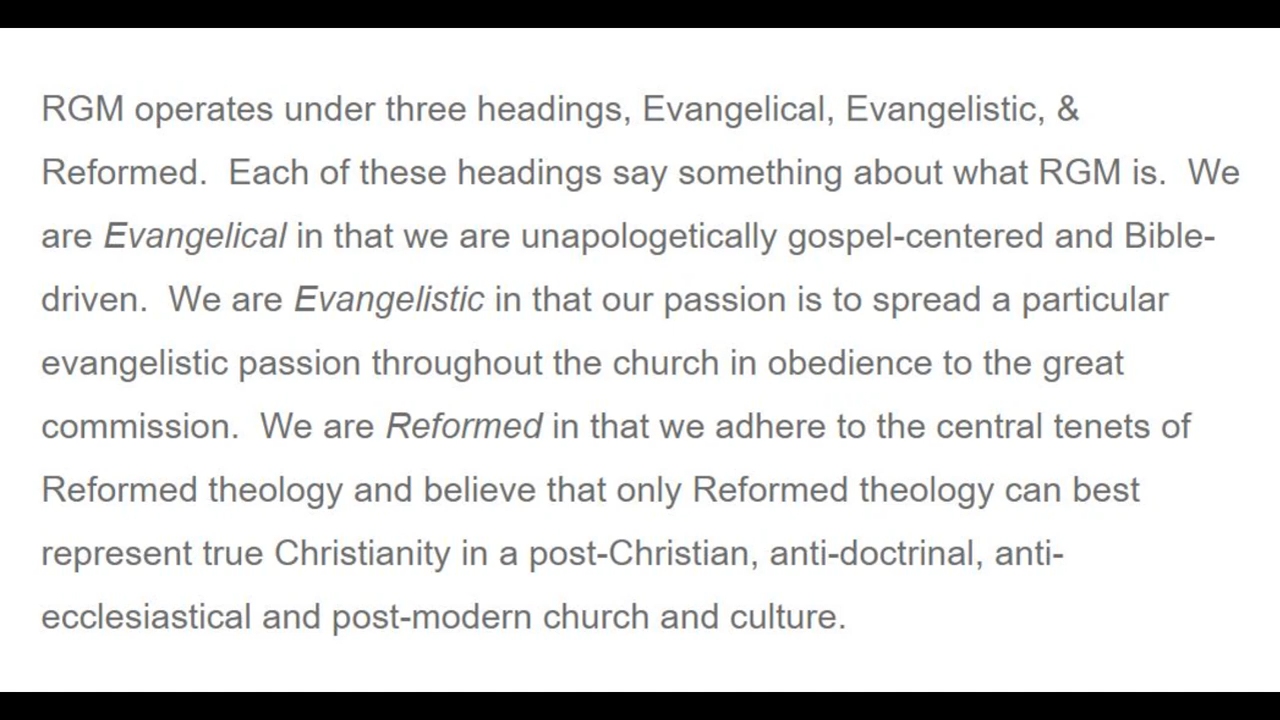 RGM operates under three headings, Evangelical, Evangelistic, &
Reformed.  Each of these headings say something about what RGM is.  We
are Evangelical in that we are unapologetically gospel-centered and Bible-
driven.  We are Evangelistic in that our passion is to spread a particular
evangelistic passion throughout the church in obedience to the great
commission.  We are Reformed in that we adhere to the central tenets of
Reformed theology and believe that only Reformed theology can best
represent true Christianity in a post-Christian, anti-doctrinal, anti-
ecclesiastical and post-modern church and culture.